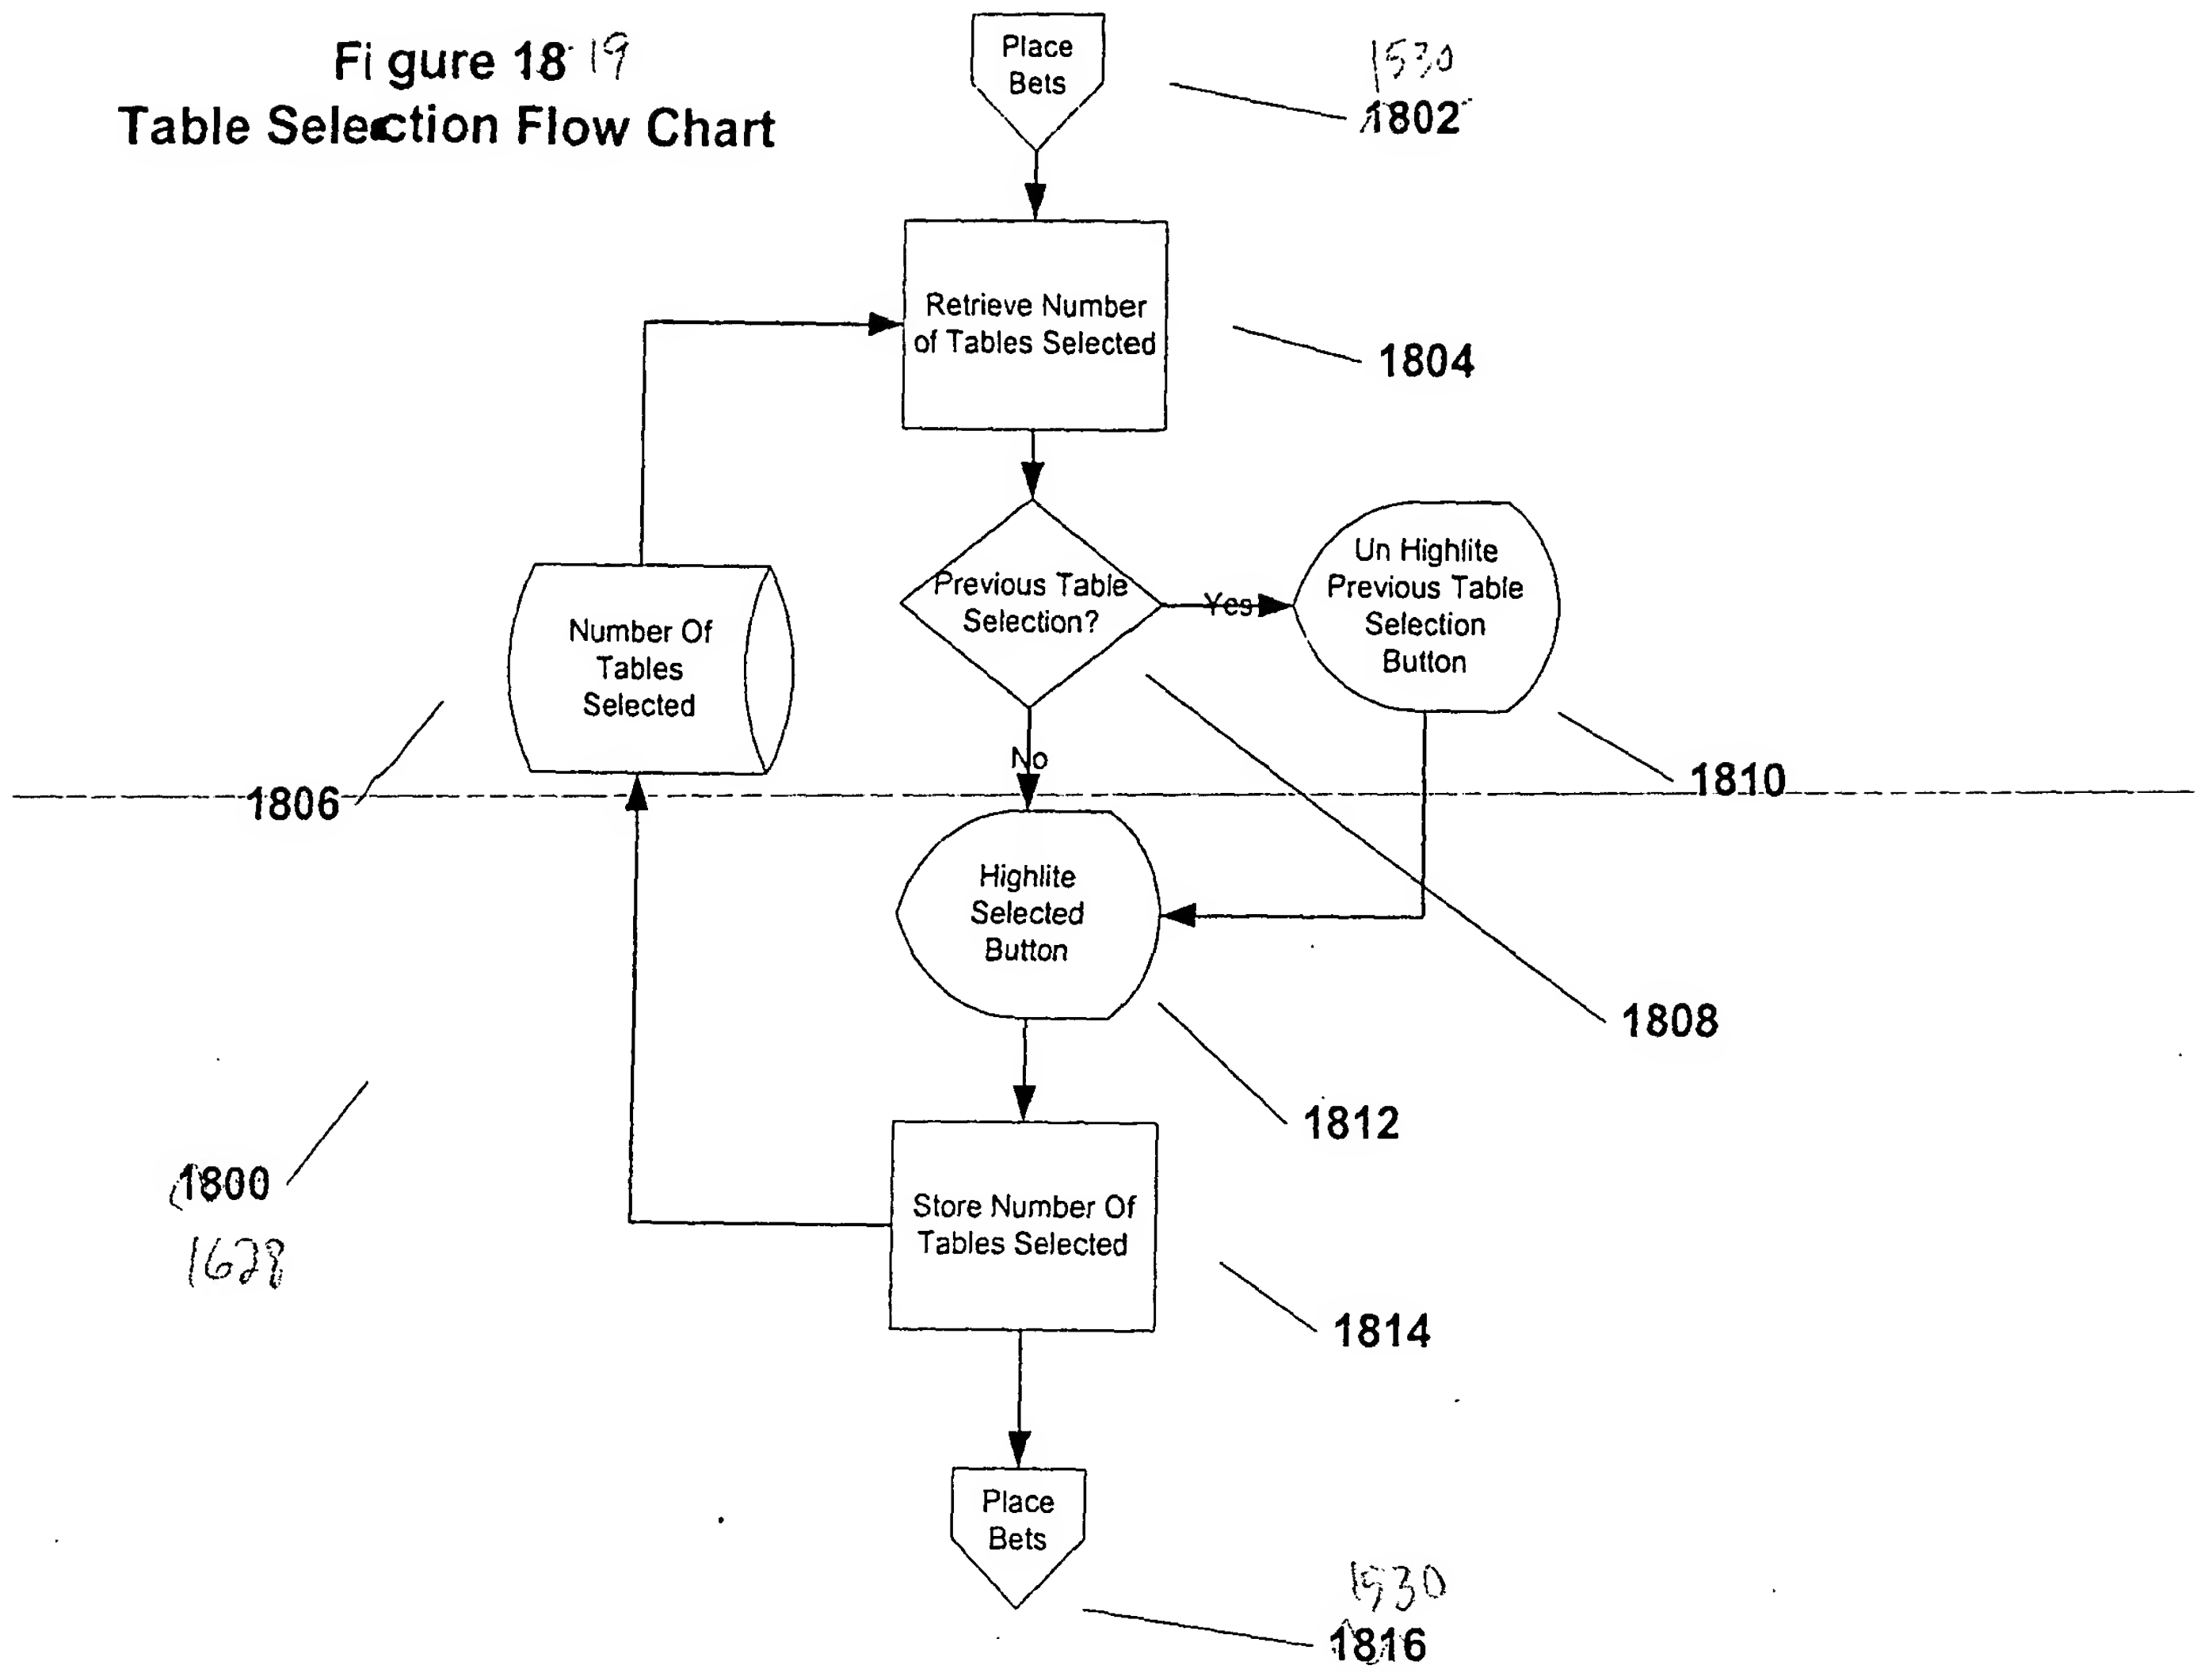 Fi gure 18 19
Table Selection Flow Chart
Place
Bets
1530
1802
Retrieve Number
of Tables Selected
1804
Previous Table
Selection?
Yes
Un Highlite
Previous Table
Selection
Button
Number Of
Tables
Selected
No
1810
1806
Highlite
Selected
Button
1808
1812
1800
1628
Store Number Of
Tables Selected
1814
Place
Bets
1530
1816